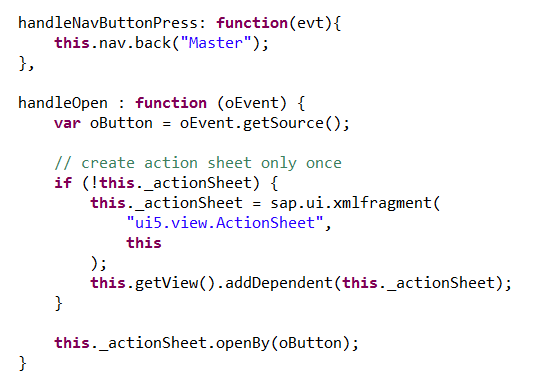 handleNavButtonPress: function(evt){
    this.nav.back("Master");
},

handleOpen : function (oEvent) {
    var oButton = oEvent.getSource();

    // create action sheet only once
    if (!this._actionSheet) {
        this._actionSheet = sap.ui.xmlfragment(
            "ui5.view.ActionSheet",
            this
        );
        this.getView().addDependent(this._actionSheet);
    }

    this._actionSheet.openBy(oButton);
}